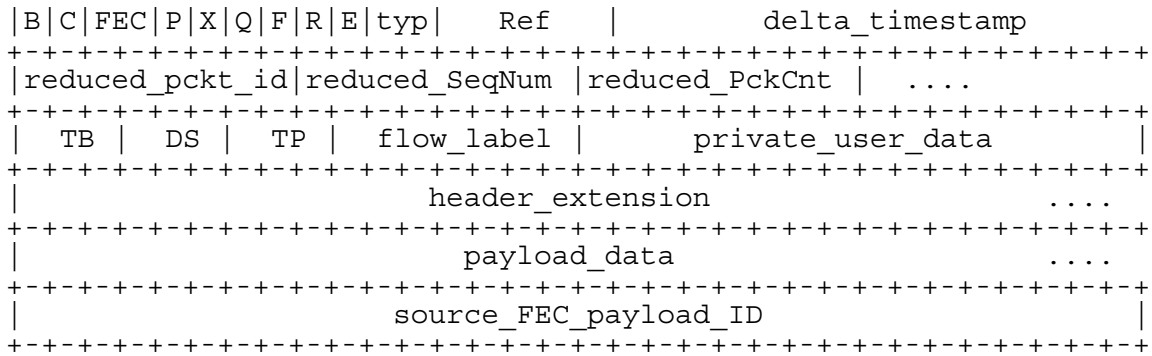 |B|C|FEC|P|X|Q|F|R|E|typ|   Ref   |        delta_timestamp
+-+-+-+-+-+-+-+-+-+-+-+-+-+-+-+-+-+-+-+-+-+-+-+-+-+-+-+-+-+-+-+-+
|reduced_pckt_id|reduced_SeqNum |reduced_PckCnt |  ....
+-+-+-+-+-+-+-+-+-+-+-+-+-+-+-+-+-+-+-+-+-+-+-+-+-+-+-+-+-+-+-+-+
|  TB |  DS |  TP |  flow_label |      private_user_data        |
+-+-+-+-+-+-+-+-+-+-+-+-+-+-+-+-+-+-+-+-+-+-+-+-+-+-+-+-+-+-+-+-+
|                       header_extension                   ....
+-+-+-+-+-+-+-+-+-+-+-+-+-+-+-+-+-+-+-+-+-+-+-+-+-+-+-+-+-+-+-+-+
|                         payload_data                     ....
+-+-+-+-+-+-+-+-+-+-+-+-+-+-+-+-+-+-+-+-+-+-+-+-+-+-+-+-+-+-+-+-+
|                     source_FEC_payload_ID                     |
+-+-+-+-+-+-+-+-+-+-+-+-+-+-+-+-+-+-+-+-+-+-+-+-+-+-+-+-+-+-+-+-+